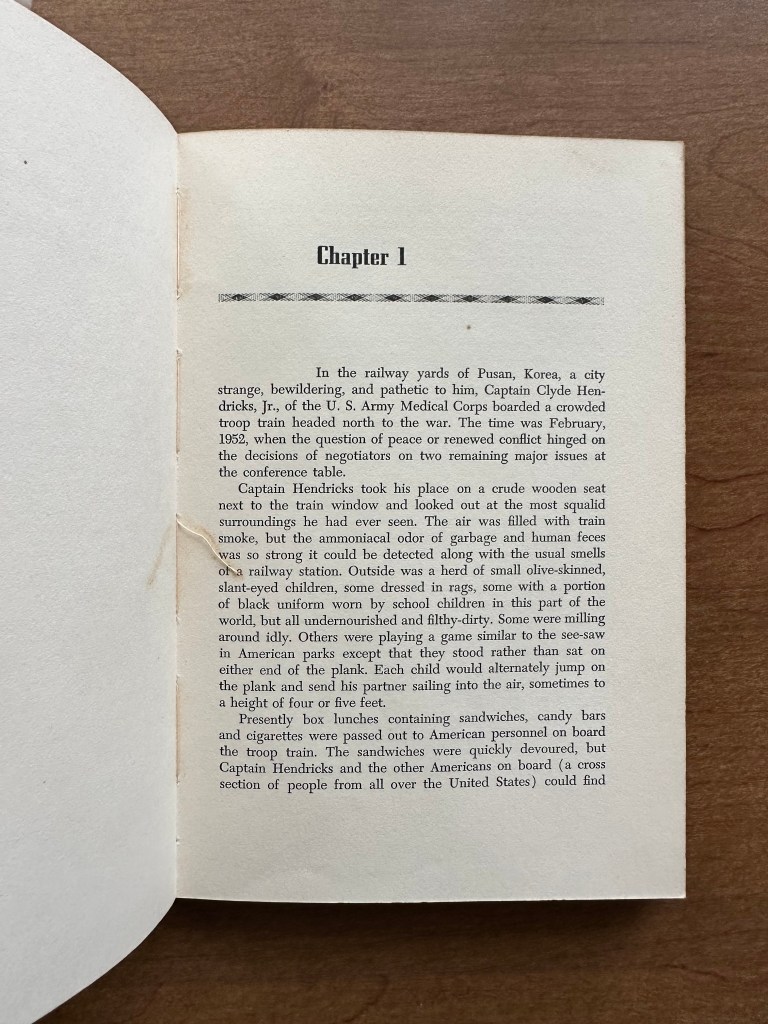 Chapter 1
In the railway yards of Pusan, Korea, a city
strange, bewildering, and pathetic to him, Captain Clyde Hen-
dricks, Jr., of the U. S. Army Medical Corps boarded a crowded
troop train headed north to the war. The time was February,
1952, when the question of peace or renewed conflict hinged on
the decisions of negotiators on two remaining major issues at
the conference table.
Captain Hendricks took his place on a crude wooden seat
next to the train window and looked out at the most squalid
surroundings he had ever seen. The air was filled with train
smoke, but the ammoniacal odor of garbage and human feces
was so strong it could be detected along with the usual smells
of a railway station. Outside was a herd of small olive-skinned,
slant-eyed children, some dressed in rags, some with a portion
of black uniform worn by school children in this part of the
world, but all undernourished and filthy-dirty. Some were milling
around idly. Others were playing a game similar to the see-saw
in American parks except that they stood rather than sat on
either end of the plank. Each child would alternately jump on
the plank and send his partner sailing into the air, sometimes to
a height of four or five feet.
Presently box lunches containing sandwiches, candy bars
and cigarettes were passed out to American personnel on board
the troop train. The sandwiches were quickly devoured, but
Captain Hendricks and the other Americans on board (a cross
section of people from all over the United States) could find